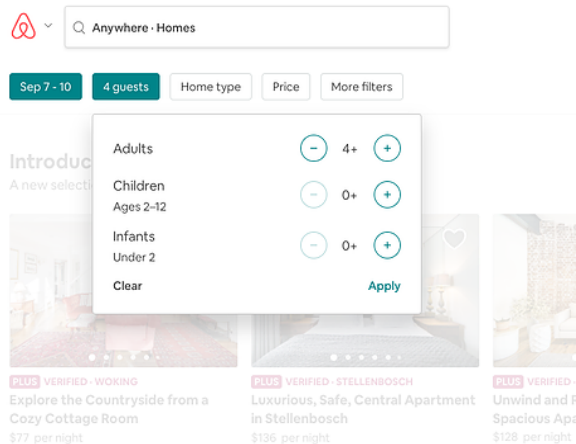 Anywhere · Homes
Sep 7 - 10
4 guests
Home type
Price
More filters
Introduc
A new selecti
Adults
4+
Children
Ages 2–12
0+
Infants
Under 2
0+
Clear
Apply
PLUS VERIFIED · WOKING
Explore the Countryside from a
Cozy Cottage Room
$77 per night
PLUS VERIFIED · STELLENBOSCH
Luxurious, Safe, Central Apartment
in Stellenbosch
$136 per night
PLUS VERIFIED
Unwind and
Spacious Apa
$128 per night